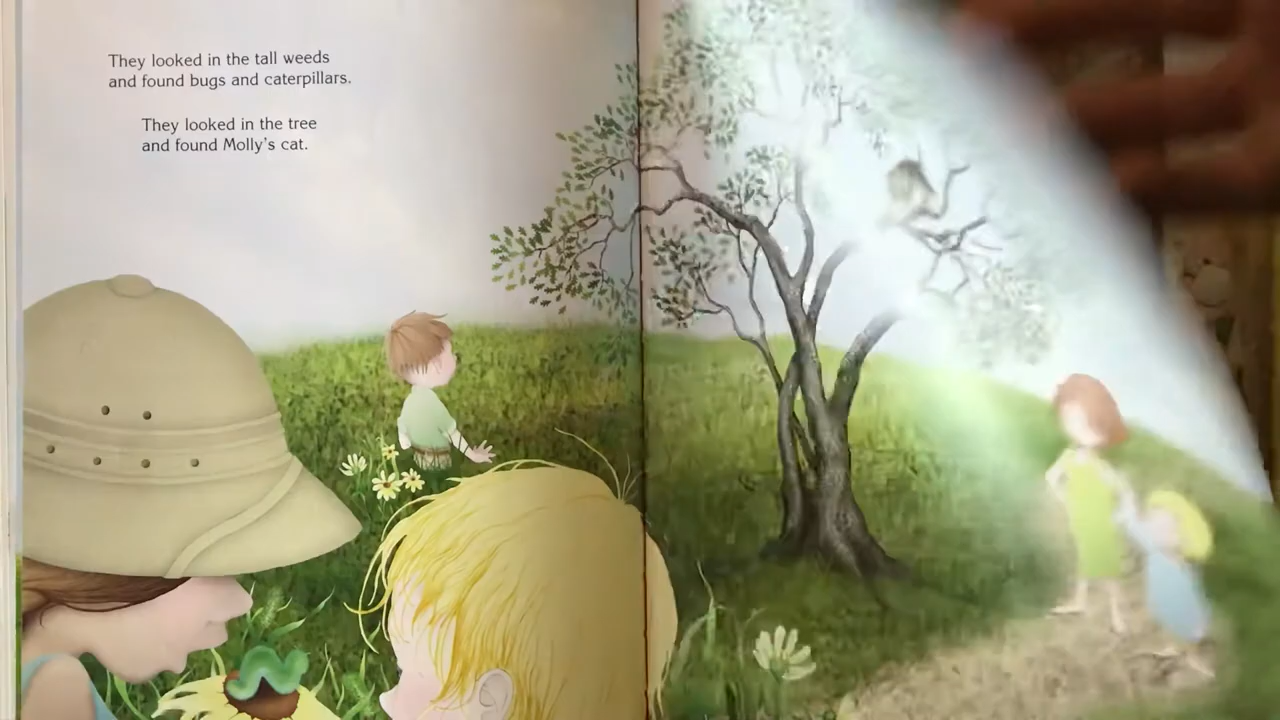 They looked in the tall weeds
and found bugs and caterpillars.
They looked in the tree
and found Molly's cat.